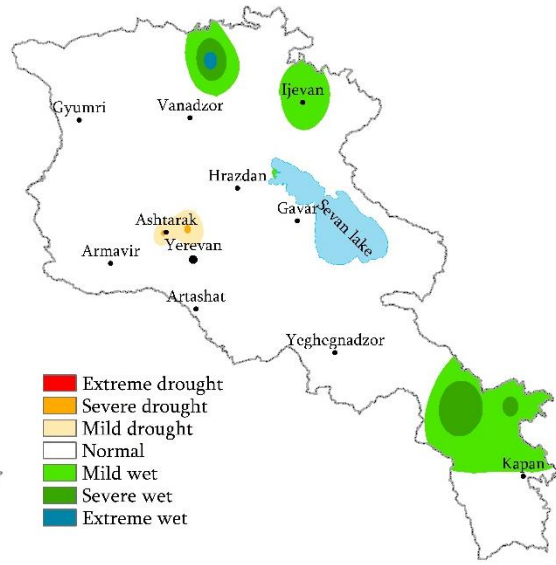 Ijevan
Gyumri
Vanadzor
Hrazdan
Ashtarak
Gavar
Sevan lake
Yerevan
Armavir
Artashat
Yeghegnadzor
Extreme drought
Severe drought
Mild drought
Normal
Mild wet
Kapan
Severe wet
Extreme wet